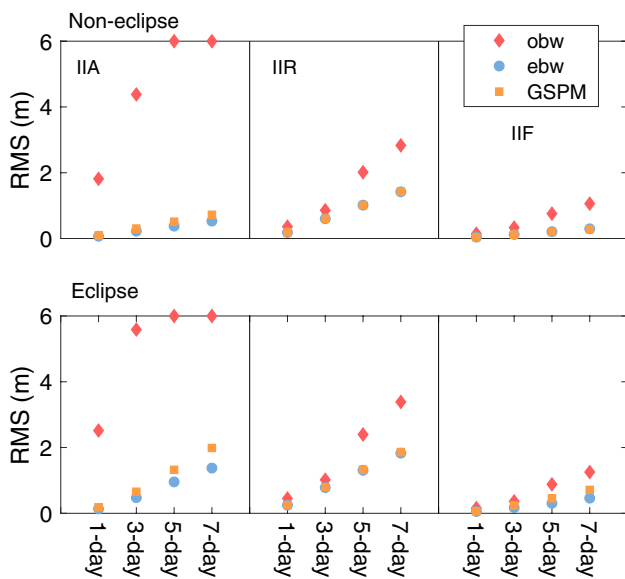 Non-eclipse
RMS (m)
6
4
2
0
IIA
IIR
IIF
obw
ebw
GSPM
Eclipse
RMS (m)
6
4
2
0
1-day
3-day
5-day
7-day
1-day
3-day
5-day
7-day
1-day
3-day
5-day
7-day